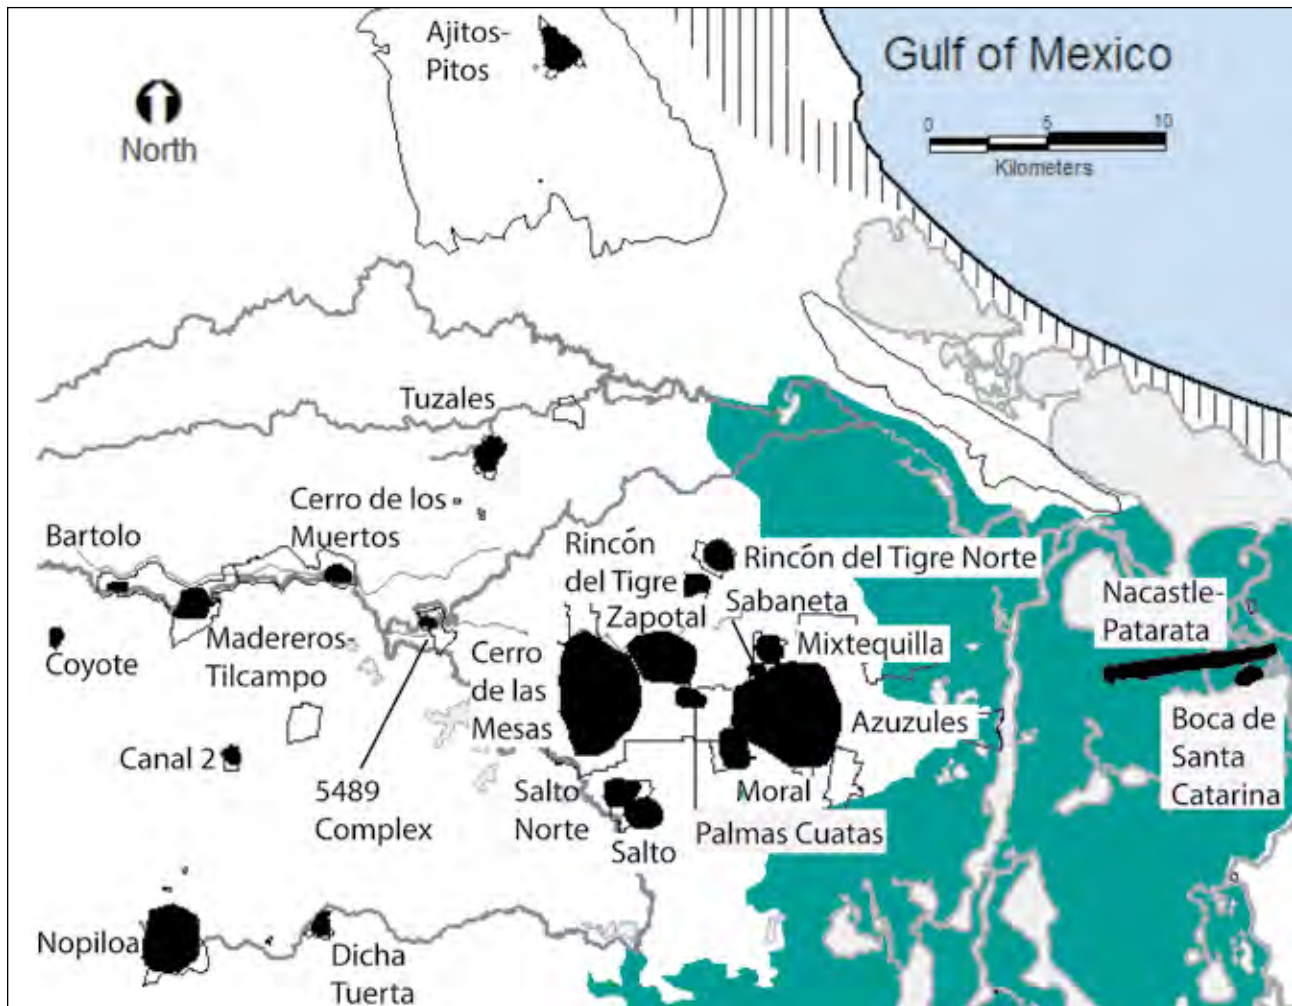 Ajitos-
Pitos
Gulf of Mexico
North
0 5 10
Kilometers
Tuzales
Cerro de los
Muertos
Bartolo
Rincón
del Tigre
Rincón del Tigre Norte
Zapotal
Sabaneta
Mixtequilla
Nacastle-
Patarata
Coyote
Madereros-
Tilcampo
Cerro
de las
Mesas
Azuzules
Boca de
Santa
Catarina
Canal 2
5489
Complex
Salto
Norte
Moral
Palmas Cuatas
Salto
Nopiloa
Dicha
Tuerta